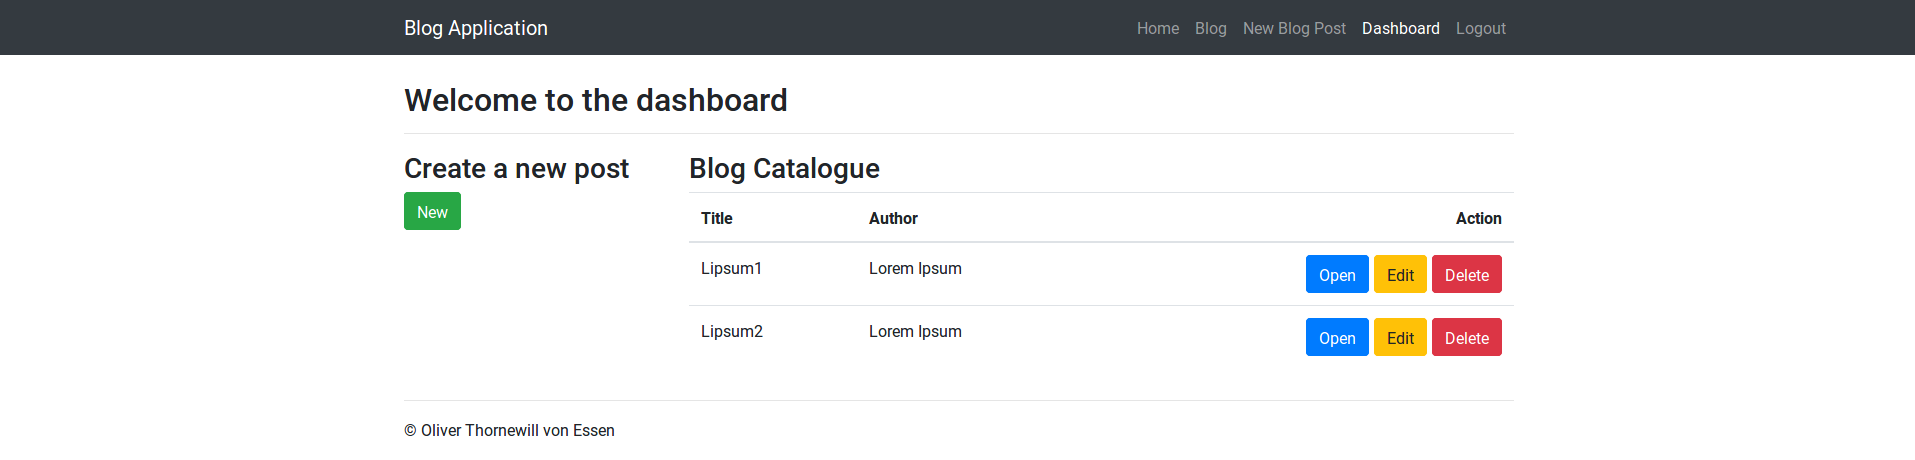 Blog Application Home Blog New Blog Post Dashboard Logout
Welcome to the dashboard
Create a new post
New
Blog Catalogue
Title Author Action
Lipsum1 Lorem Ipsum Open Edit Delete
Lipsum2 Lorem Ipsum Open Edit Delete
© Oliver Thornewill von Essen